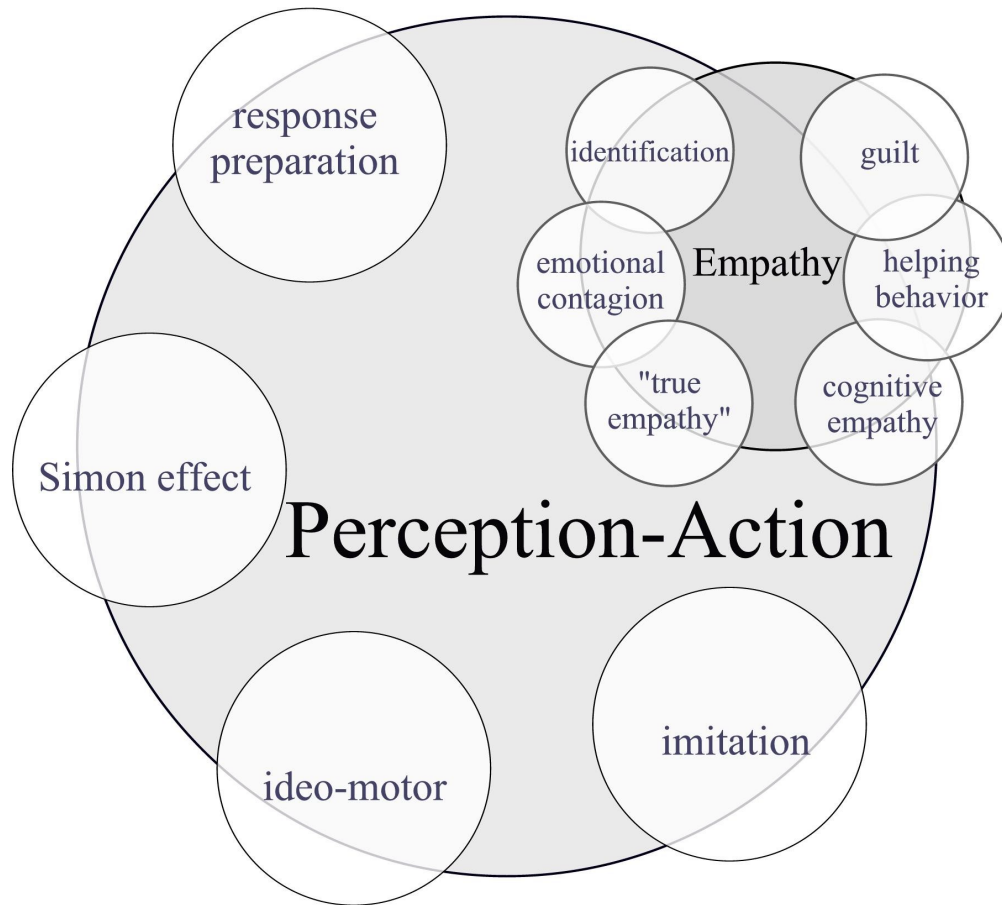 response
preparation
identification
guilt
emotional
contagion
Empathy
helping
behavior
"true
empathy"
cognitive
empathy
Simon effect
Perception-Action
imitation
ideo-motor